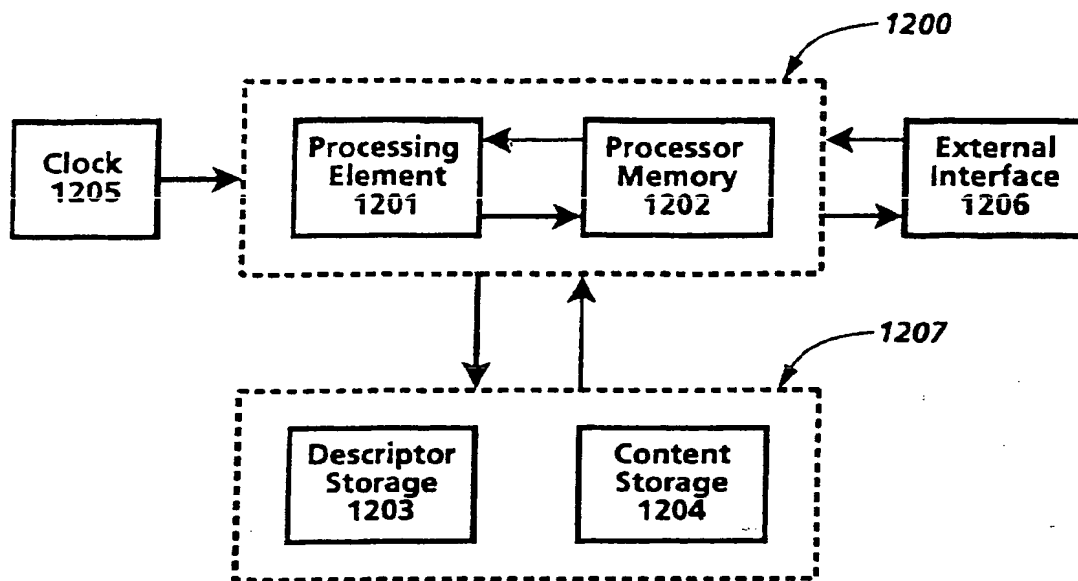 1200
Clock
1205
Processing
Element
1201
Processor
Memory
1202
External
Interface
1206
1207
Descriptor
Storage
1203
Content
Storage
1204